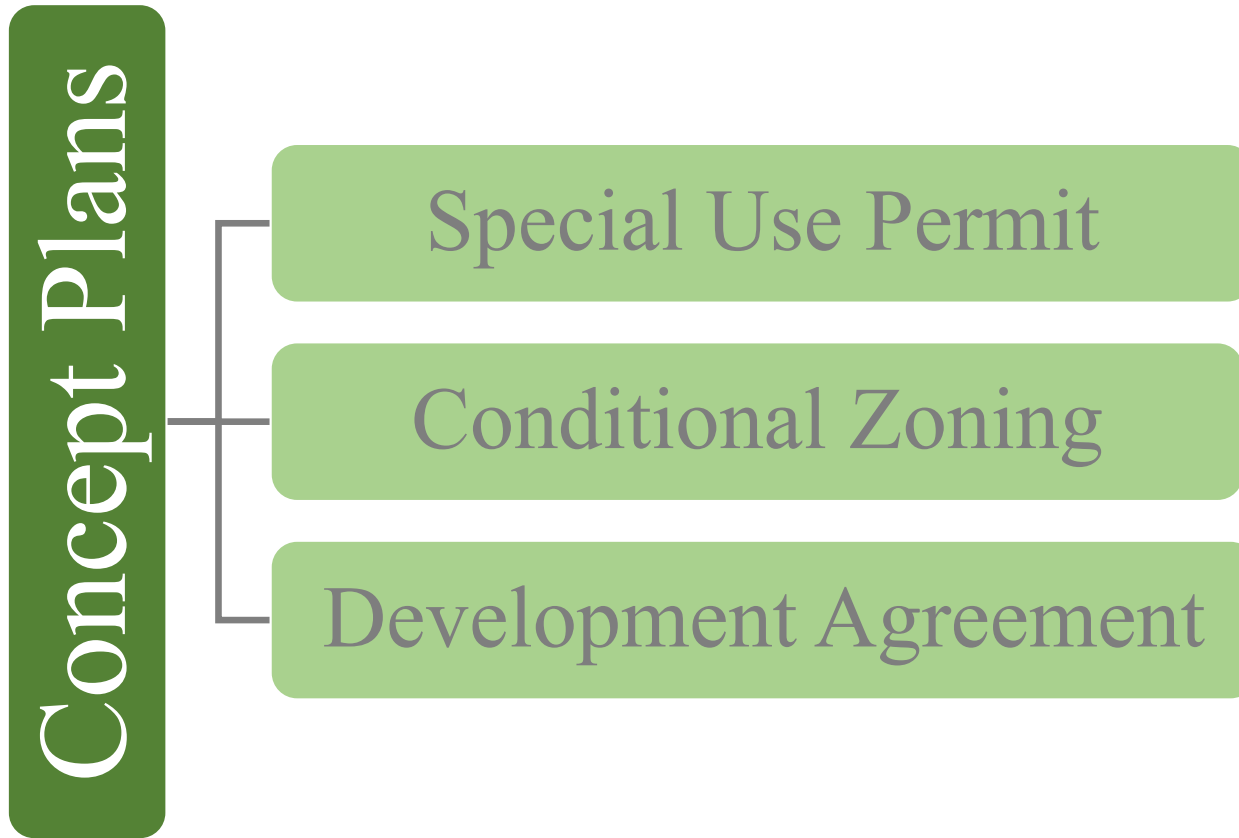 Concept Plans
Special Use Permit
Conditional Zoning
Development Agreement